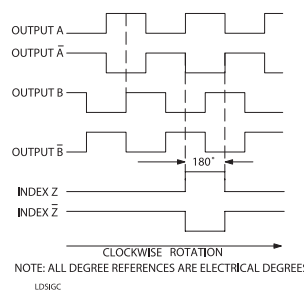 OUTPUT A
OUTPUT A̅
OUTPUT B
OUTPUT B̅
180°
INDEX Z
INDEX Z̅
CLOCKWISE ROTATION
NOTE: ALL DEGREE REFERENCES ARE ELECTRICAL DEGREES
LDSIGC